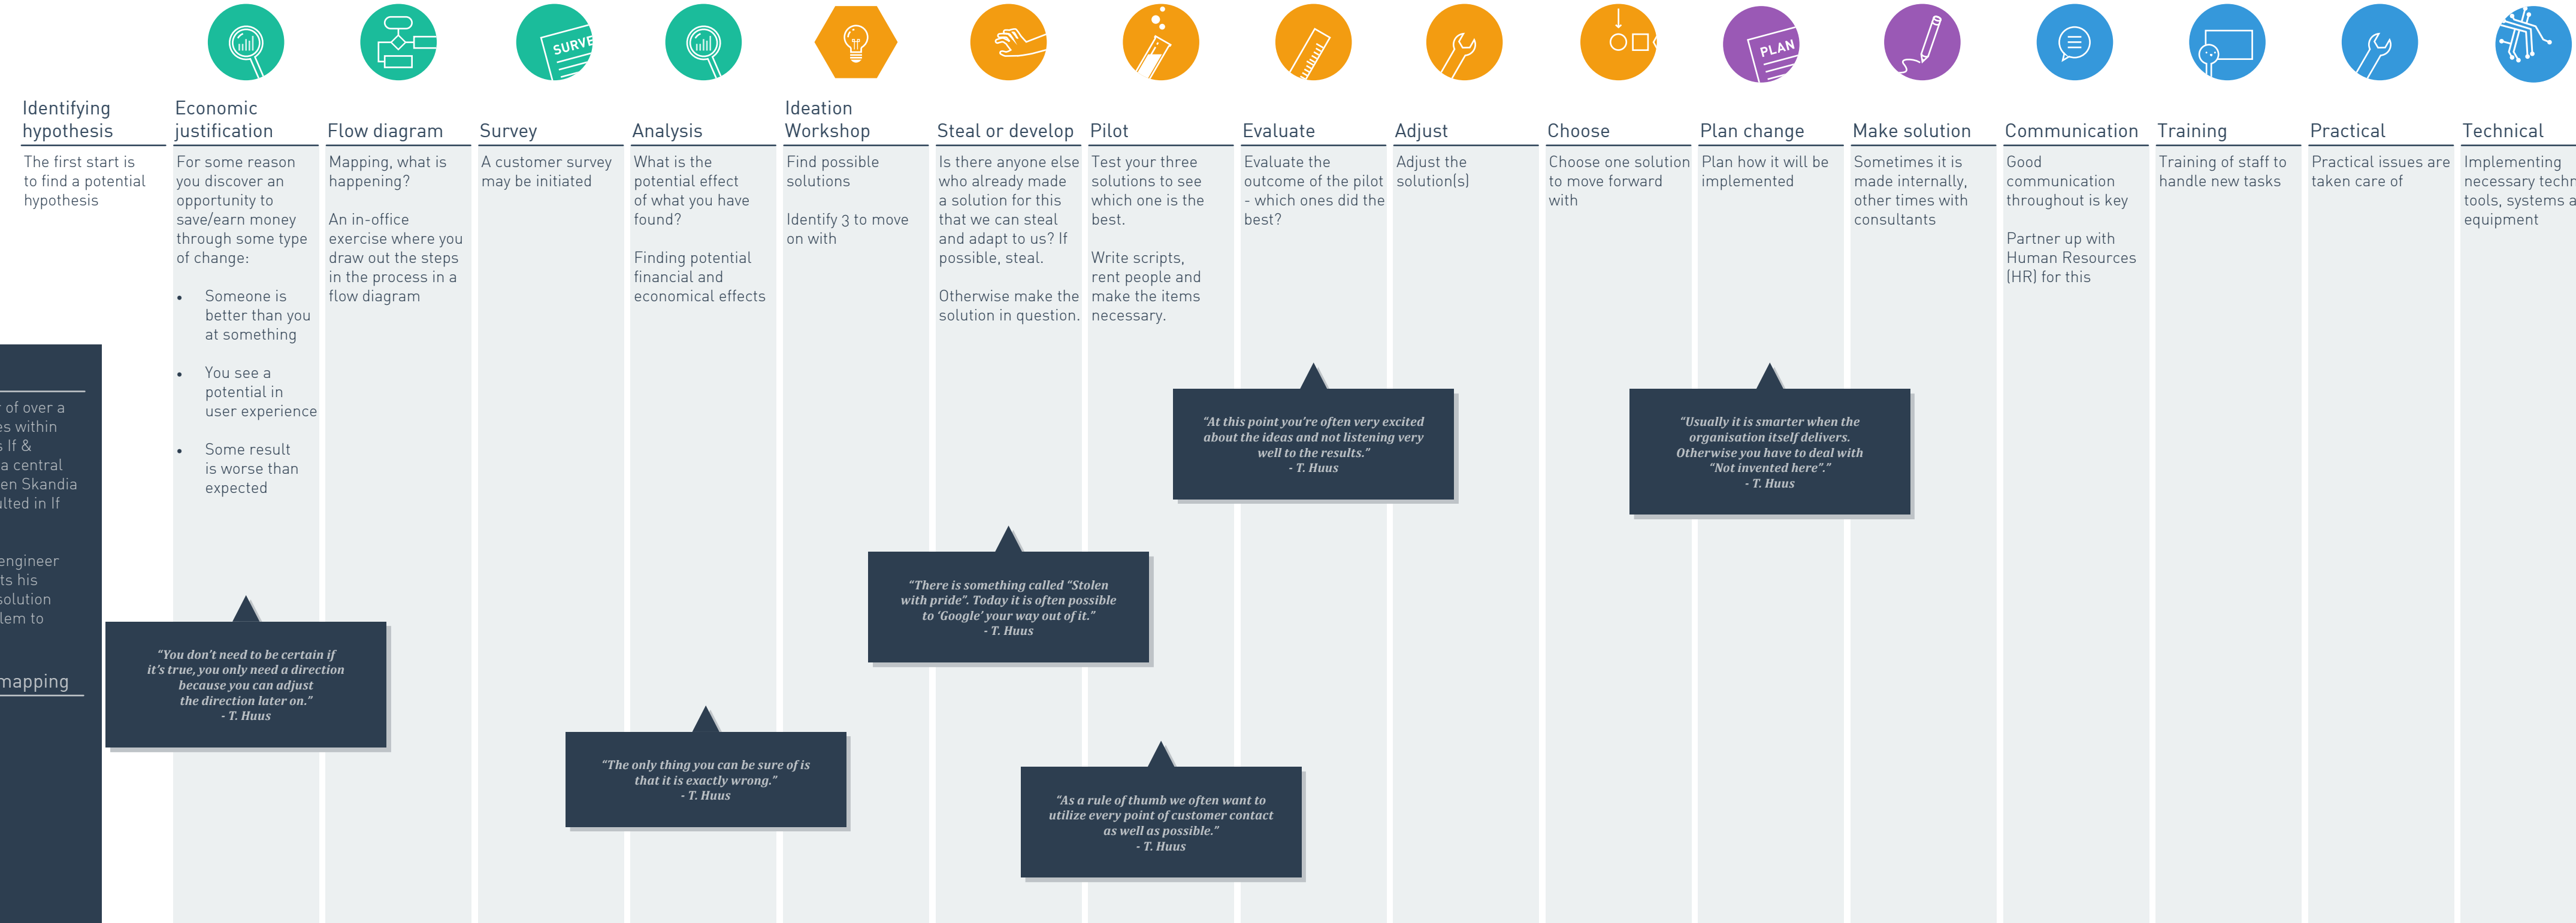 SURVE
PLAN
Identifying
hypothesis
The first start is
to find a potential
hypothesis
Economic
justification
For some reason
you discover an
opportunity to
save/earn money
through some type
of change:
• Someone is
better than you
at something
• You see a
potential in
user experience
• Some result
is worse than
expected
Flow diagram
Mapping, what is
happening?
An in-office
exercise where you
draw out the steps
in the process in a
flow diagram
Survey
A customer survey
may be initiated
Analysis
What is the
potential effect
of what you have
found?
Finding potential
financial and
economical effects
Ideation
Workshop
Find possible
solutions
Identify 3 to move
on with
Steal or develop
Is there anyone else
who already made
a solution for this
that we can steal
and adapt to us? If
possible, steal.
Otherwise make the
solution in question.
Pilot
Test your three
solutions to see
which one is the
best.
Write scripts,
rent people and
make the items
necessary.
Evaluate
Evaluate the
outcome of the pilot
- which ones did the
best?
Adjust
Adjust the
solution(s)
Choose
Choose one solution
to move forward
with
Plan change
Plan how it will be
implemented
Make solution
Sometimes it is
made internally,
other times with
consultants
Communication
Good
communication
throughout is key
Partner up with
Human Resources
(HR) for this
Training
Training of staff to
handle new tasks
Practical
Practical issues are
taken care of
Technical
Implementing
necessary techn
tools, systems a
equipment
of over a
es within
s If &
a central
en Skandia
ulted in If
engineer
ts his
solution
lem to
mapping
“You don’t need to be certain if
it’s true, you only need a direction
because you can adjust
the direction later on.”
- T. Huus
“The only thing you can be sure of is
that it is exactly wrong.”
- T. Huus
“There is something called “Stolen
with pride”. Today it is often possible
to ‘Google’ your way out of it.”
- T. Huus
“As a rule of thumb we often want to
utilize every point of customer contact
as well as possible.”
- T. Huus
“At this point you’re often very excited
about the ideas and not listening very
well to the results.”
- T. Huus
“Usually it is smarter when the
organisation itself delivers.
Otherwise you have to deal with
“Not invented here”.”
- T. Huus